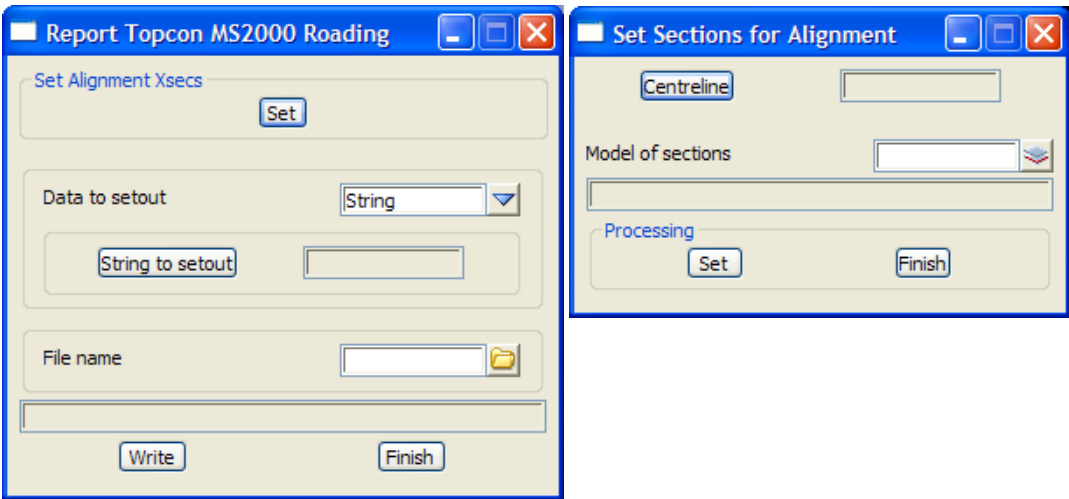 Report Topcon MS2000 Roading
Set Alignment Xsecs
Set
Data to setout
String
String to setout
File name
Write
Finish
Set Sections for Alignment
Centreline
Model of sections
Processing
Set
Finish